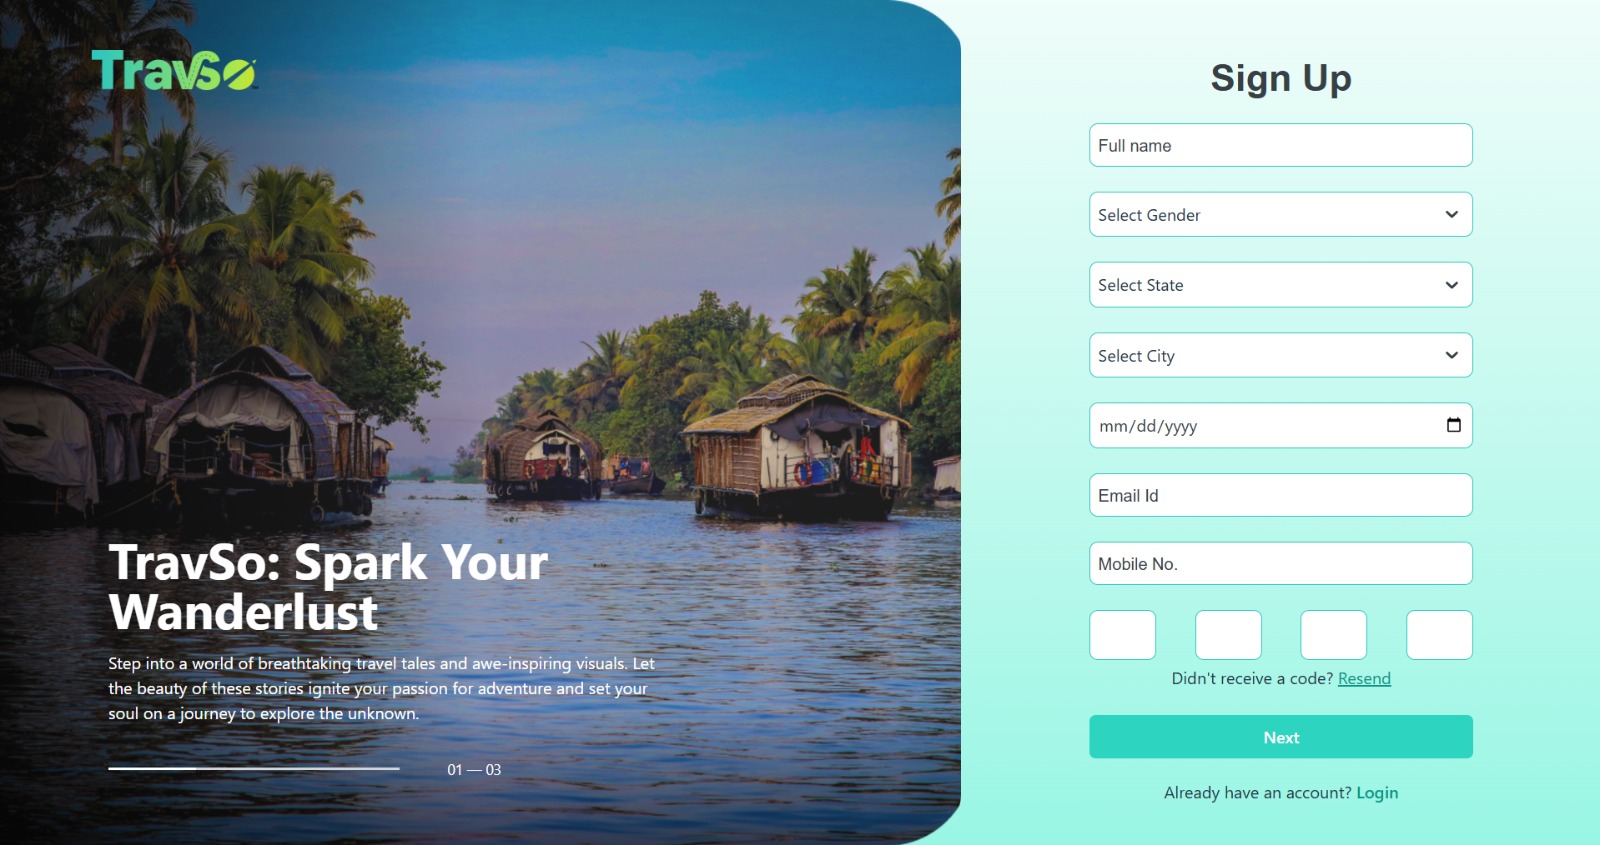 TravSo
TravSo: Spark Your
Wanderlust
Step into a world of breathtaking travel tales and awe-inspiring visuals. Let
the beauty of these stories ignite your passion for adventure and set your
soul on a journey to explore the unknown.
01 — 03
Sign Up
Full name
Select Gender
Select State
Select City
mm/dd/yyyy
Email Id
Mobile No.
Didn't receive a code? Resend
Next
Already have an account? Login